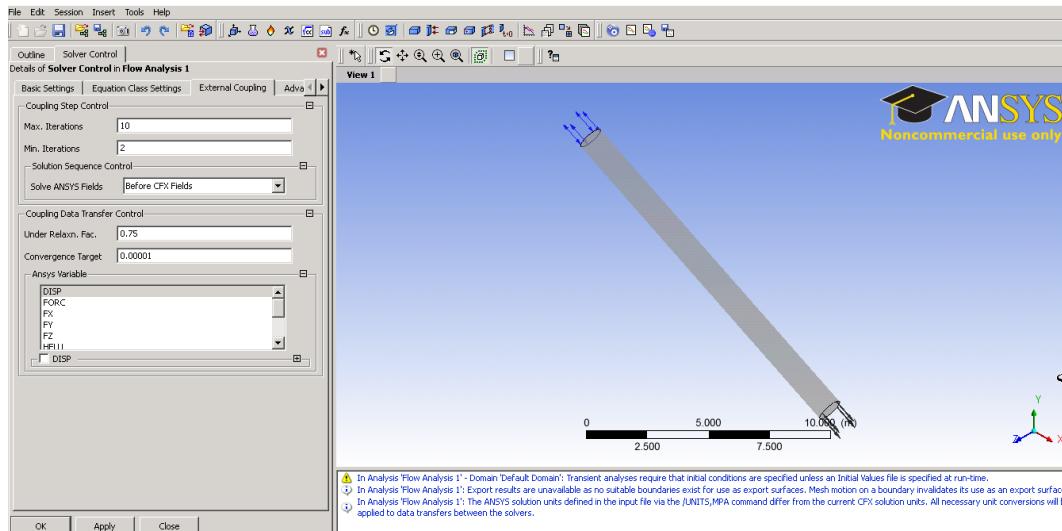 File Edit Session Insert Tools Help
Outline Solver Control
Details of Solver Control in Flow Analysis 1
Basic Settings Equation Class Settings External Coupling Adva
Coupling Step Control
Max. Iterations 10
Min. Iterations 2
Solution Sequence Control
Solve ANSYS Fields Before CFX Fields
Coupling Data Transfer Control
Under Relaxn. Fac. 0.75
Convergence Target 0.00001
Ansys Variable
DISP
FORC
FX
FY
FZ
DISP
OK Apply Close
View 1
ANSYS
Noncommercial use only
0 5.000 10.000 (m)
2.500 7.500
Y
Z X
In Analysis 'Flow Analysis 1' - Domain 'Default Domain': Transient analyses require that initial conditions are specified unless an Initial Values file is specified at run-time.
In Analysis 'Flow Analysis 1': Export results are unavailable as no suitable boundaries exist for use as export surfaces. Mesh motion on a boundary invalidates its use as an export surfac
In Analysis 'Flow Analysis 1': The ANSYS solution units defined in the input file via the /UNITS,MPA command differ from the current CFX solution units. All necessary unit conversions will
applied to data transfers between the solvers.